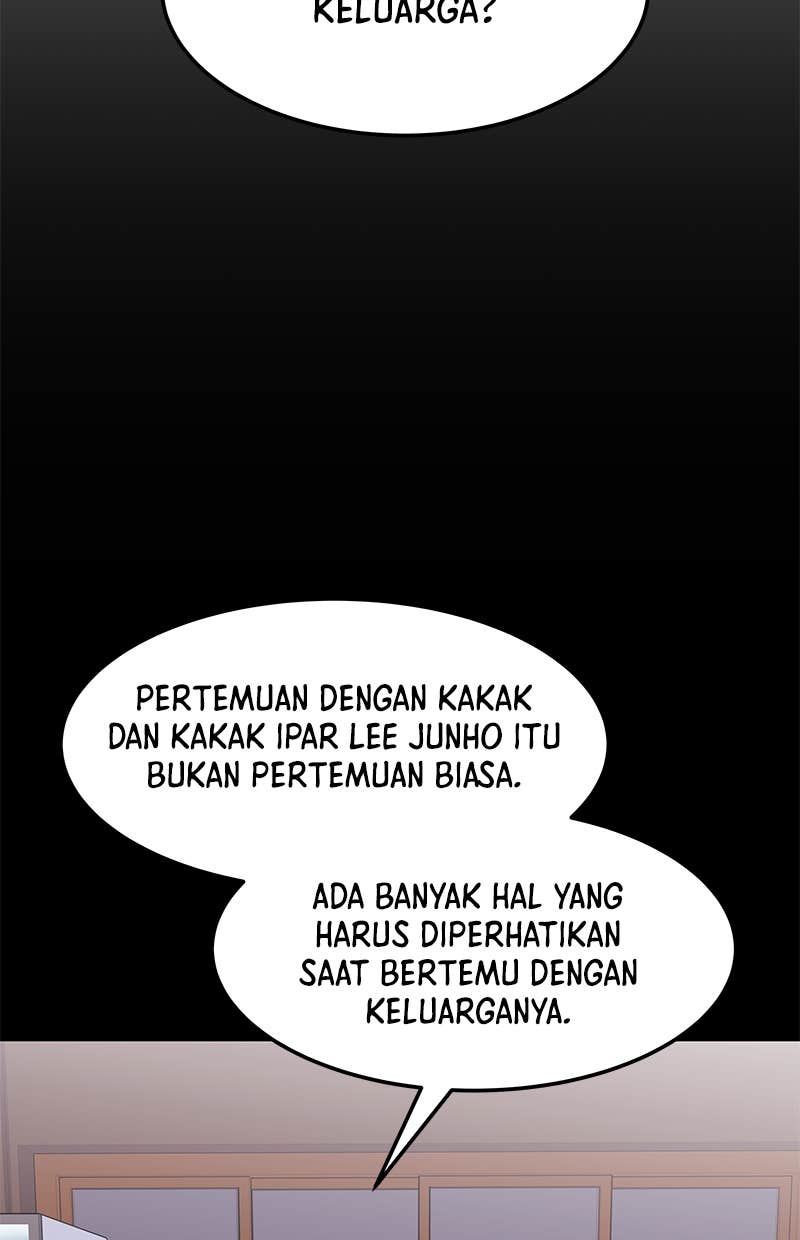 KELUARGA?
PERTEMUAN DENGAN KAKAK
DAN KAKAK IPAR LEE JUNHO ITU
BUKAN PERTEMUAN BIASA.
ADA BANYAK HAL YANG
HARUS DIPERHATIKAN
SAAT BERTEMU DENGAN
KELUARGANYA.